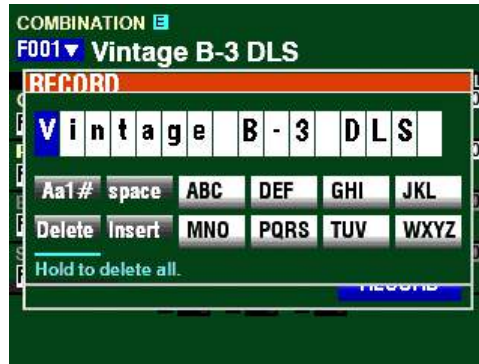 COMBINATION E
F001▼ Vintage B-3 DLS
RECORD
Vintage B-3 DLS
Aa1# space ABC DEF GHI JKL
Delete Insert MNO PQRS TUV WXYZ
Hold to delete all.
RECORD